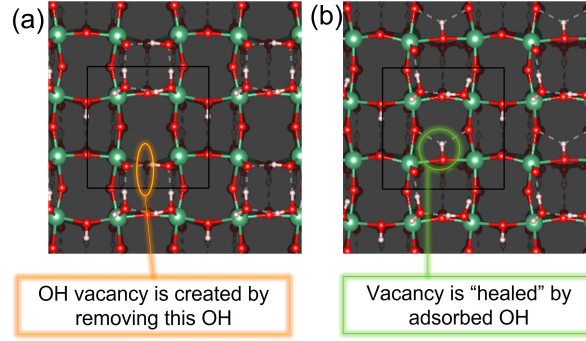 (a)
(b)
OH vacancy is created by
removing this OH
Vacancy is “healed” by
adsorbed OH